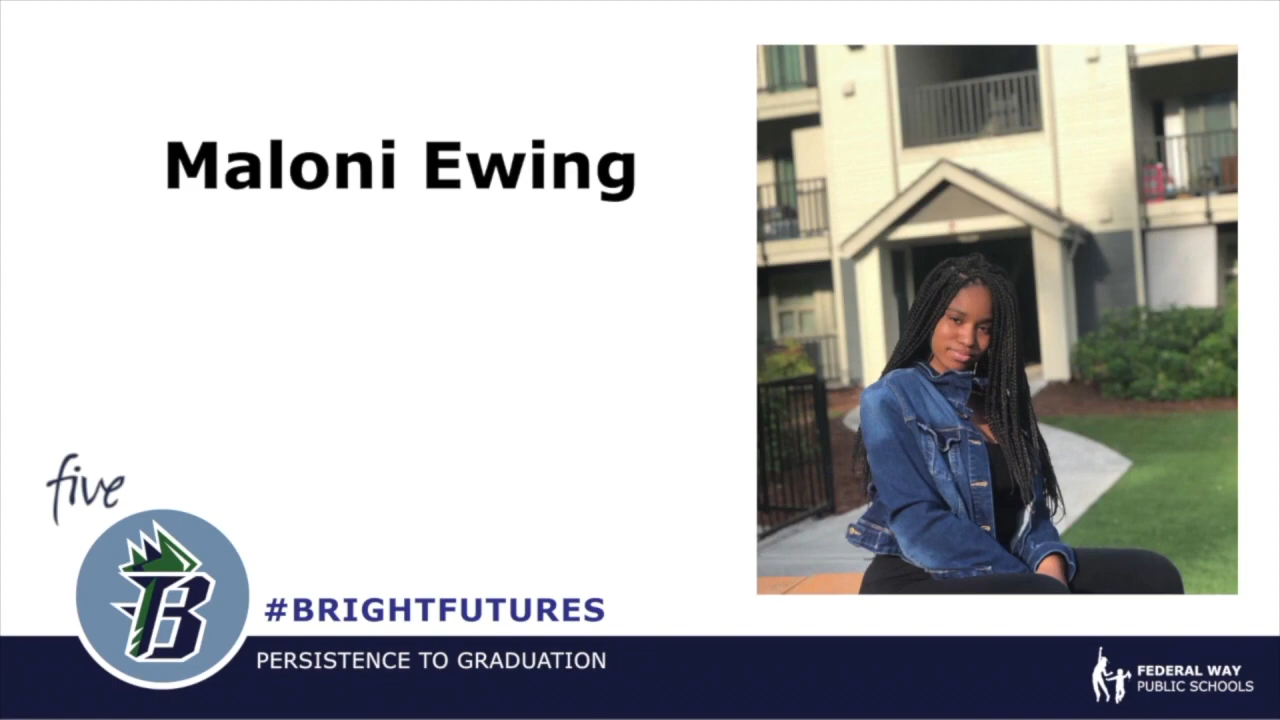 Maloni Ewing
five
B
#BRIGHTFUTURES
PERSISTENCE TO GRADUATION
FEDERAL WAY
PUBLIC SCHOOLS